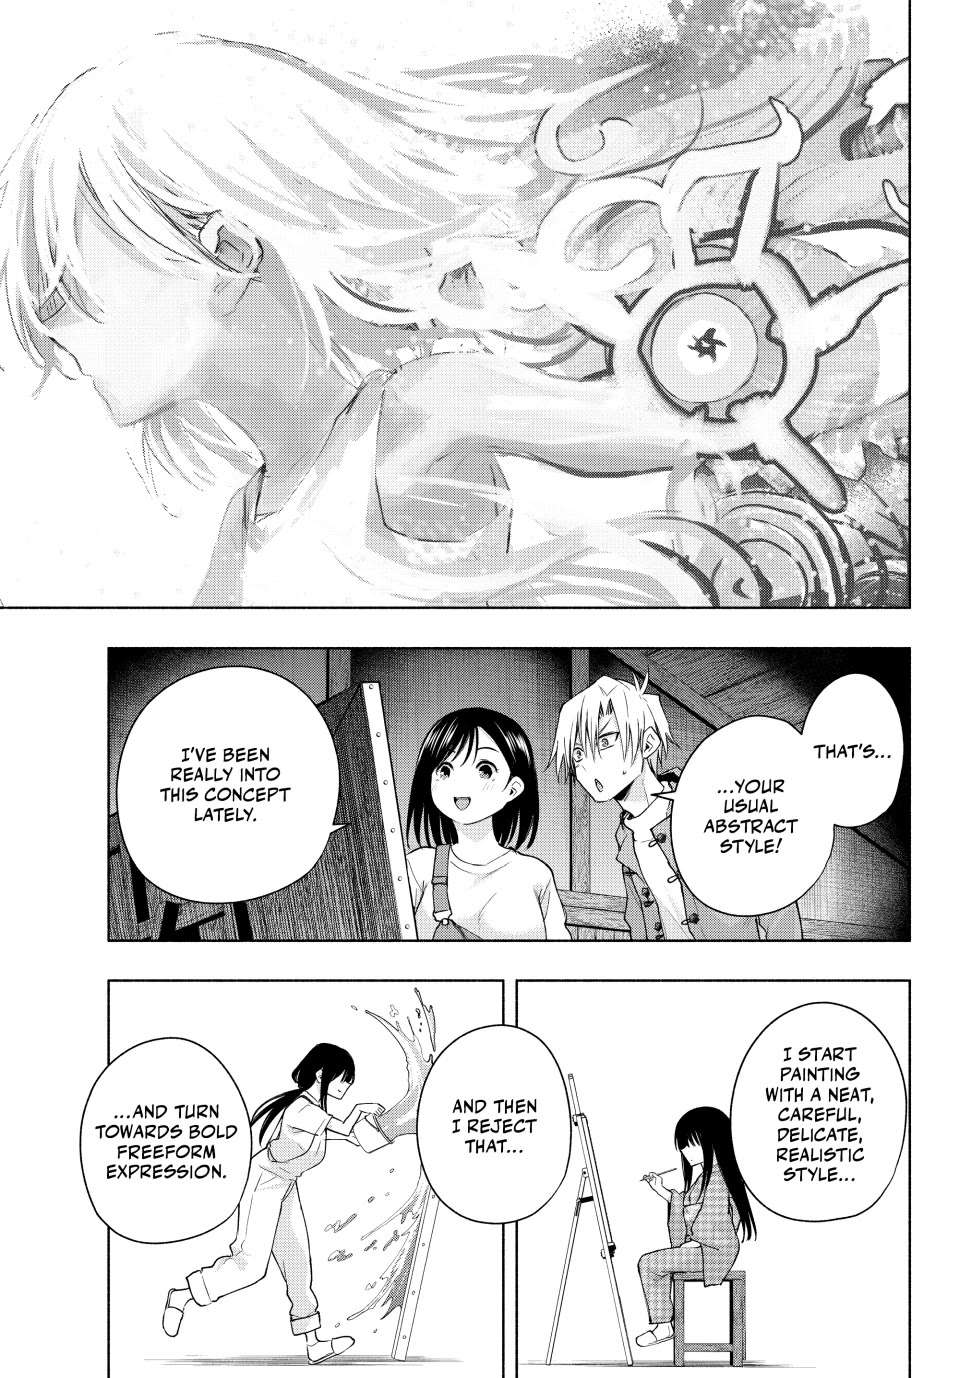 THAT'S...
...YOUR
USUAL
ABSTRACT
STYLE!
I'VE BEEN
REALLY INTO
THIS CONCEPT
LATELY.
I START
PAINTING
WITH A NEAT,
CAREFUL,
DELICATE,
REALISTIC
STYLE...
AND THEN
I REJECT
THAT...
...AND TURN
TOWARDS BOLD
FREEFORM
EXPRESSION.